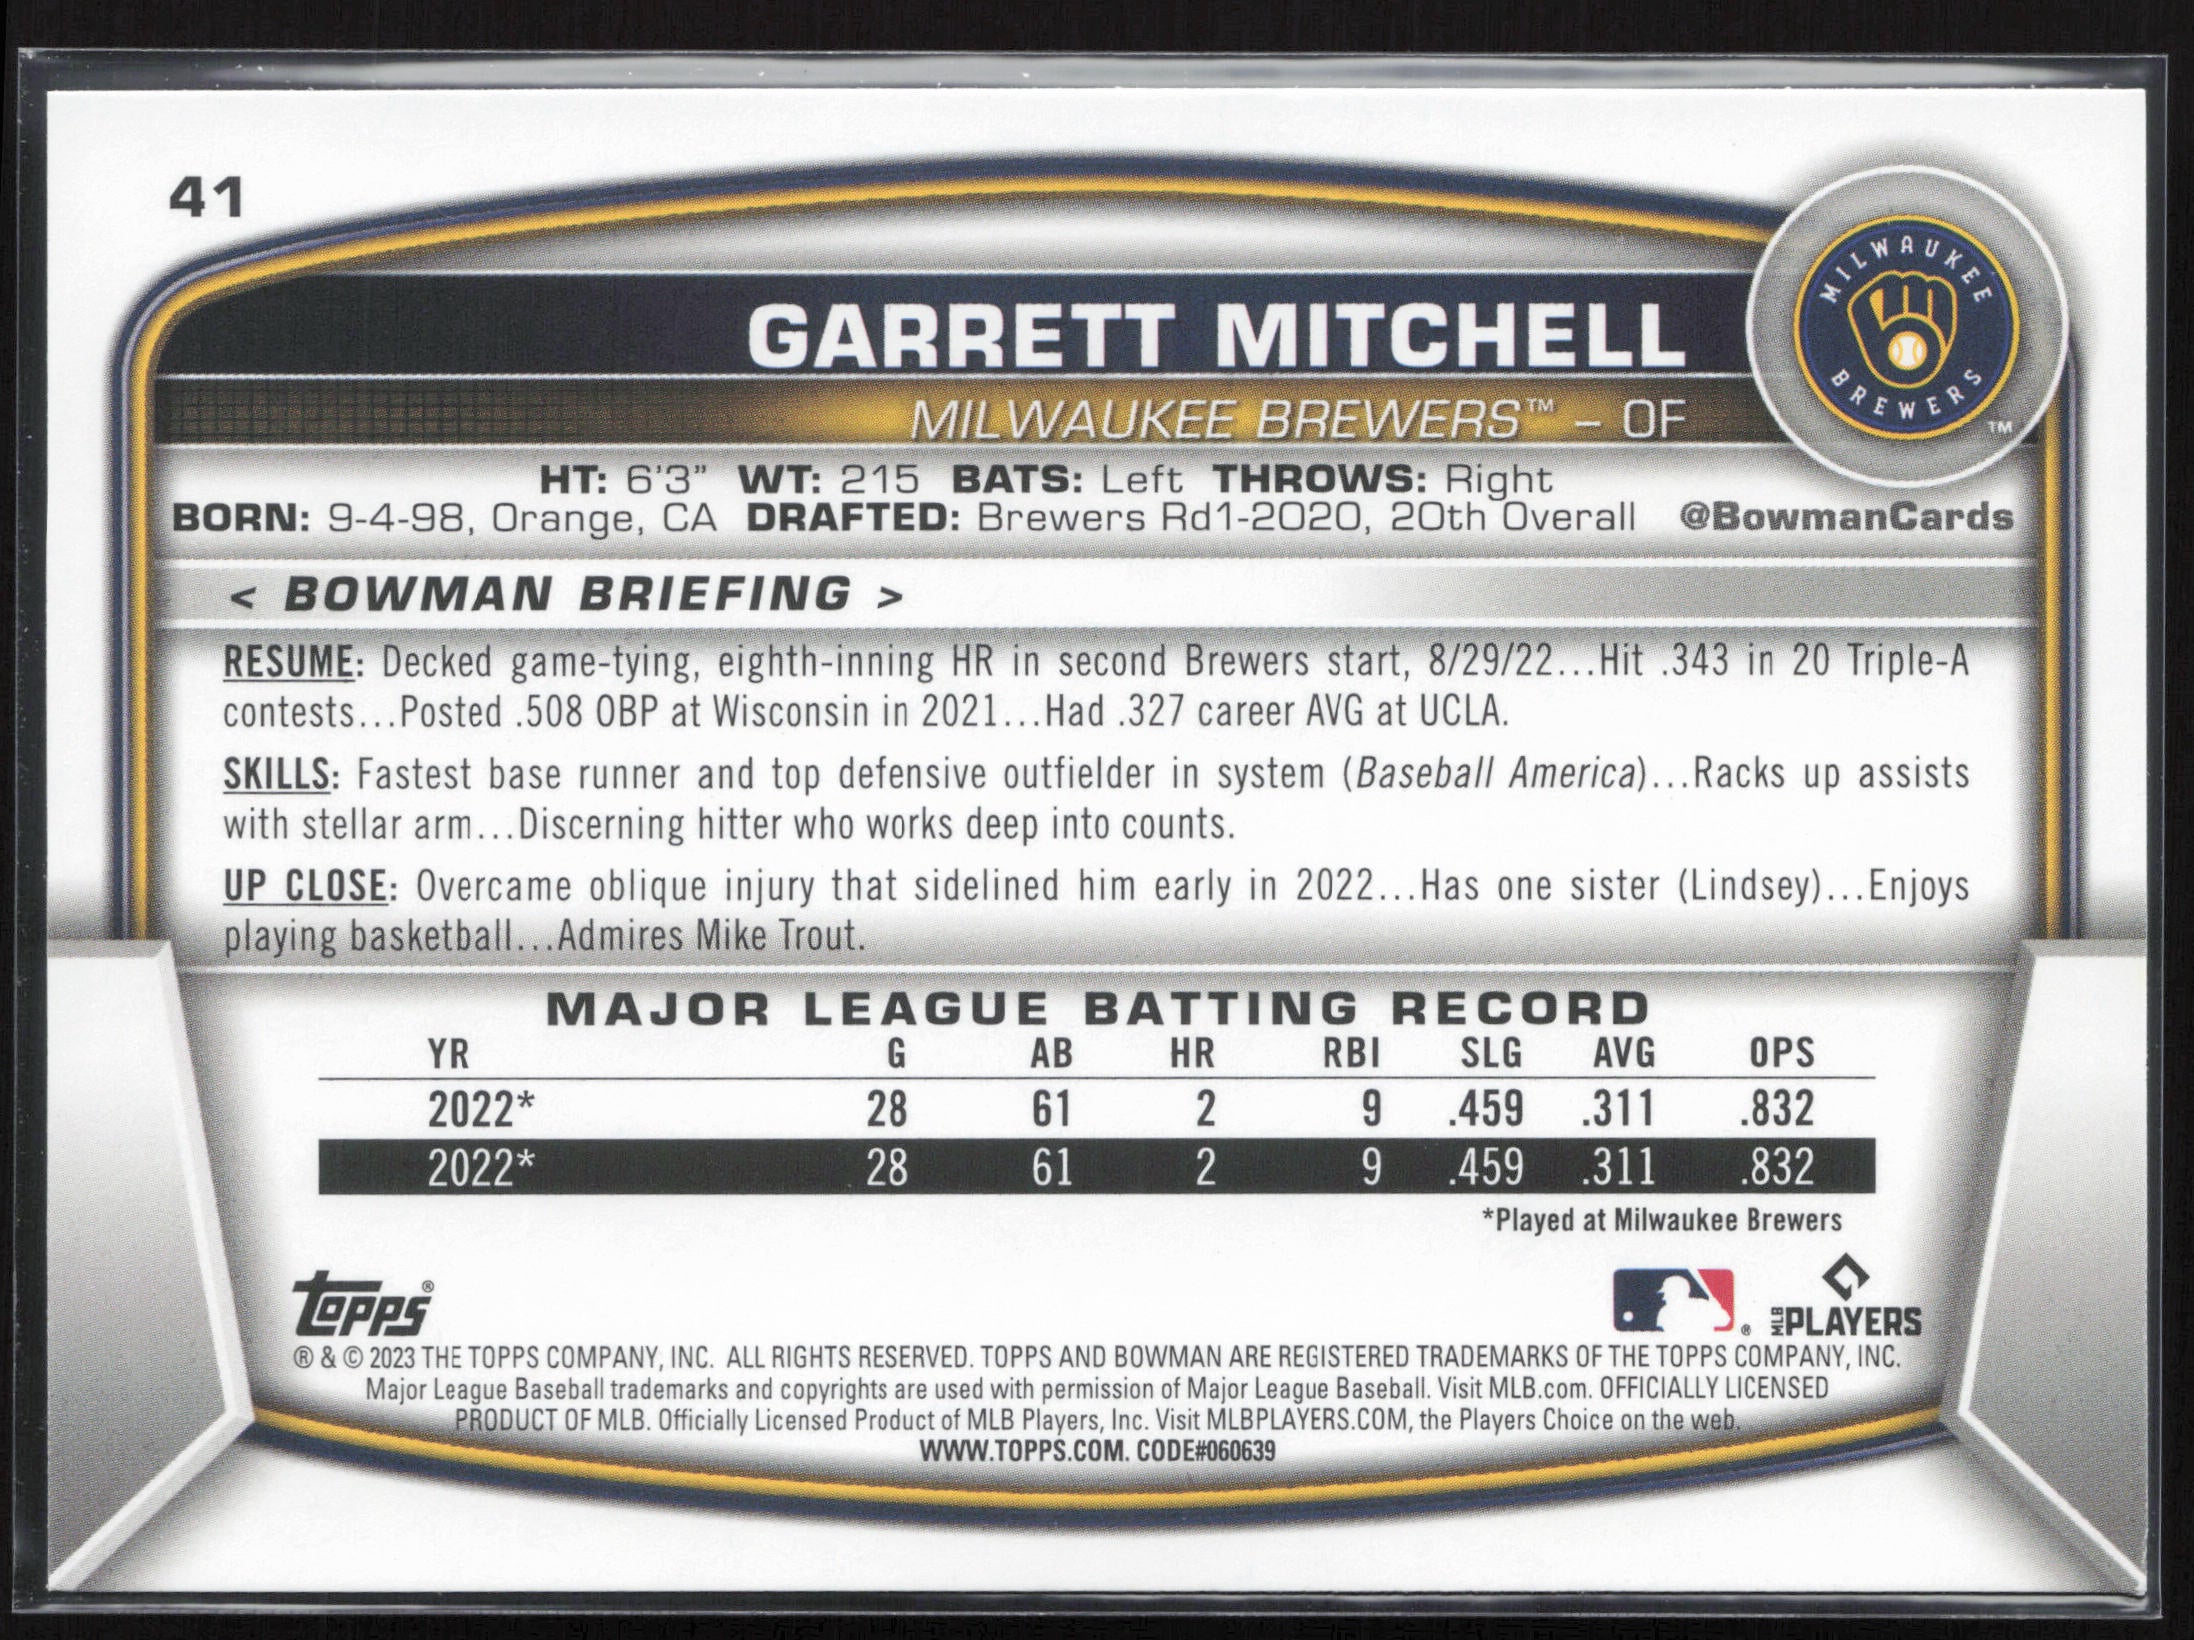 41
GARRETT MITCHELL
MILWAUKEE BREWERS
MILWAUKEE BREWERS™ – OF
TM
HT: 6'3" WT: 215 BATS: Left THROWS: Right
BORN: 9-4-98, Orange, CA DRAFTED: Brewers Rd1-2020, 20th Overall @BowmanCards
< BOWMAN BRIEFING >
RESUME: Decked game-tying, eighth-inning HR in second Brewers start, 8/29/22...Hit .343 in 20 Triple-A
contests...Posted .508 OBP at Wisconsin in 2021...Had .327 career AVG at UCLA.
SKILLS: Fastest base runner and top defensive outfielder in system (Baseball America)...Racks up assists
with stellar arm...Discerning hitter who works deep into counts.
UP CLOSE: Overcame oblique injury that sidelined him early in 2022...Has one sister (Lindsey)...Enjoys
playing basketball...Admires Mike Trout.
MAJOR LEAGUE BATTING RECORD
YR G AB HR RBI SLG AVG OPS
2022* 28 61 2 9 .459 .311 .832
2022* 28 61 2 9 .459 .311 .832
*Played at Milwaukee Brewers
Topps® ® MLB PLAYERS
® & © 2023 THE TOPPS COMPANY, INC. ALL RIGHTS RESERVED. TOPPS AND BOWMAN ARE REGISTERED TRADEMARKS OF THE TOPPS COMPANY, INC.
Major League Baseball trademarks and copyrights are used with permission of Major League Baseball. Visit MLB.com. OFFICIALLY LICENSED
PRODUCT OF MLB. Officially Licensed Product of MLB Players, Inc. Visit MLBPLAYERS.COM, the Players Choice on the web.
WWW.TOPPS.COM. CODE#060639